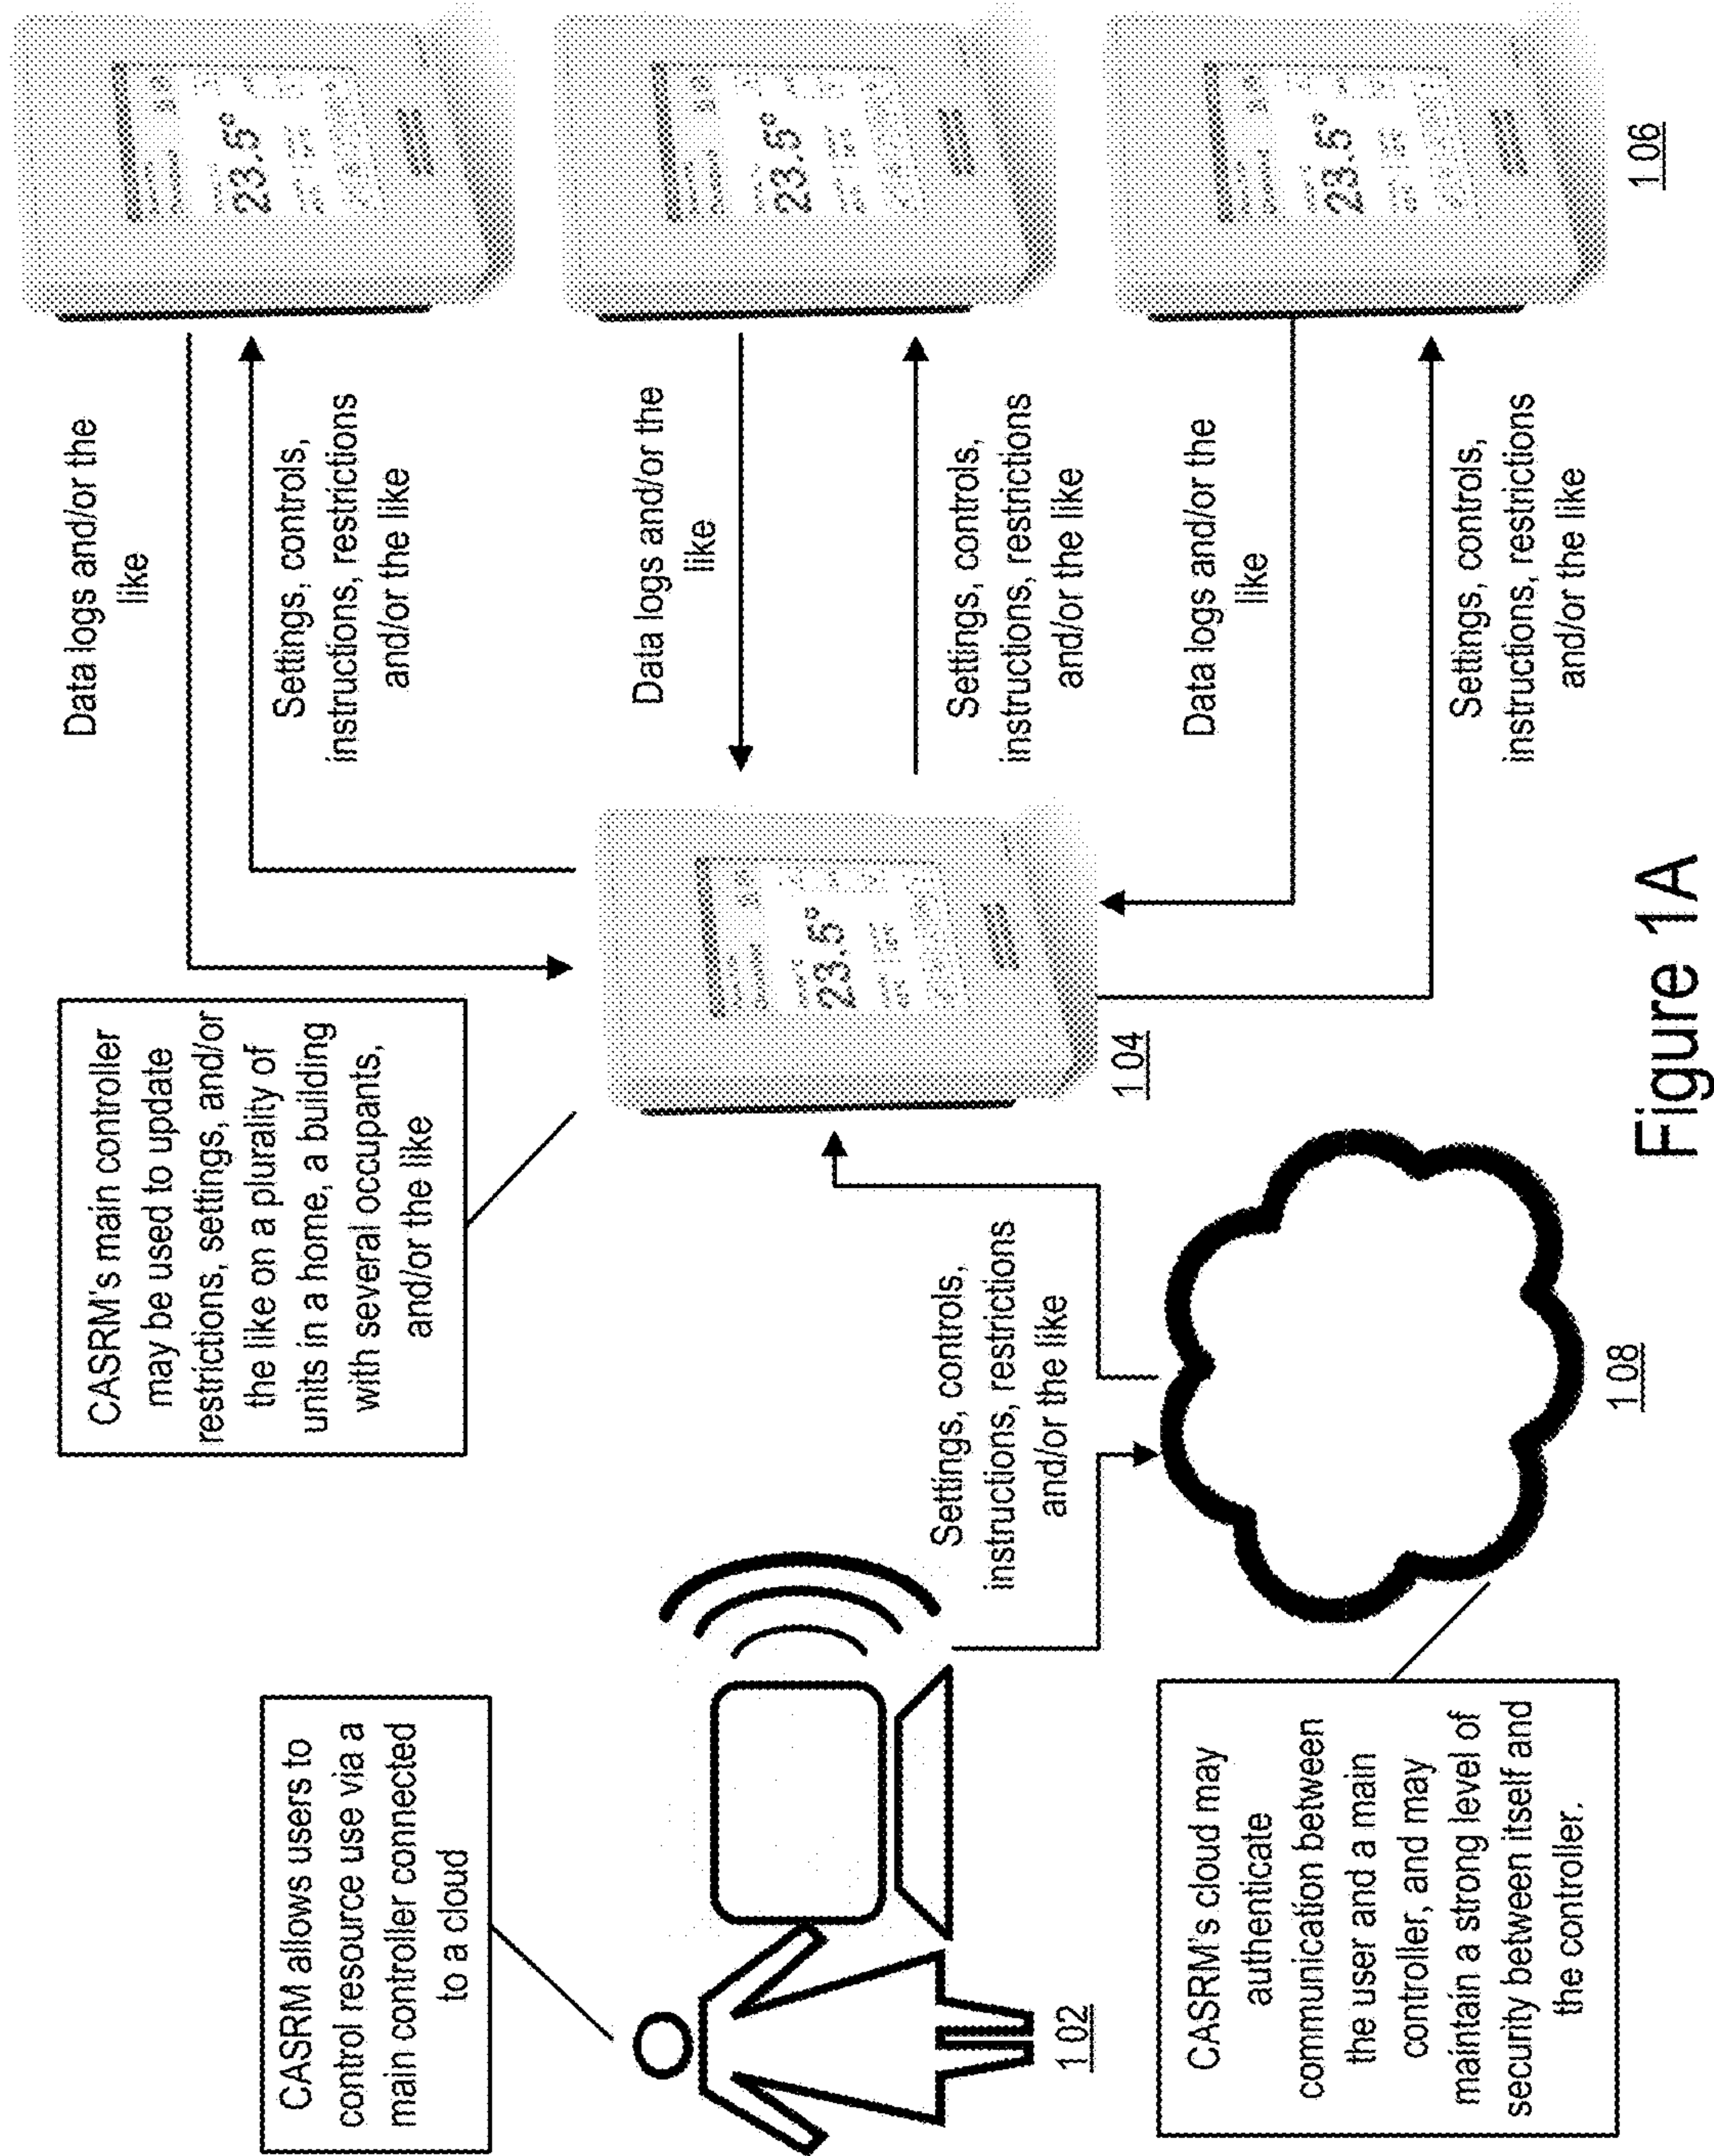 CASRM allows users to
control resource use via a
main controller connected
to a cloud
CASRM's main controller
may be used to update
restrictions, settings, and/or
the like on a plurality of
units in a home, a building
with several occupants,
and/or the like
Data logs and/or the
like
Settings, controls,
instructions, restrictions
and/or the like
23.5°
Data logs and/or the
like
Settings, controls,
instructions, restrictions
and/or the like
23.5°
Data logs and/or the
like
Settings, controls,
instructions, restrictions
and/or the like
23.5°
106
23.5°
104
Settings, controls,
instructions, restrictions
and/or the like
102
CASRM's cloud may
authenticate
communication between
the user and a main
controller, and may
maintain a strong level of
security between itself and
the controller.
108
Figure 1A